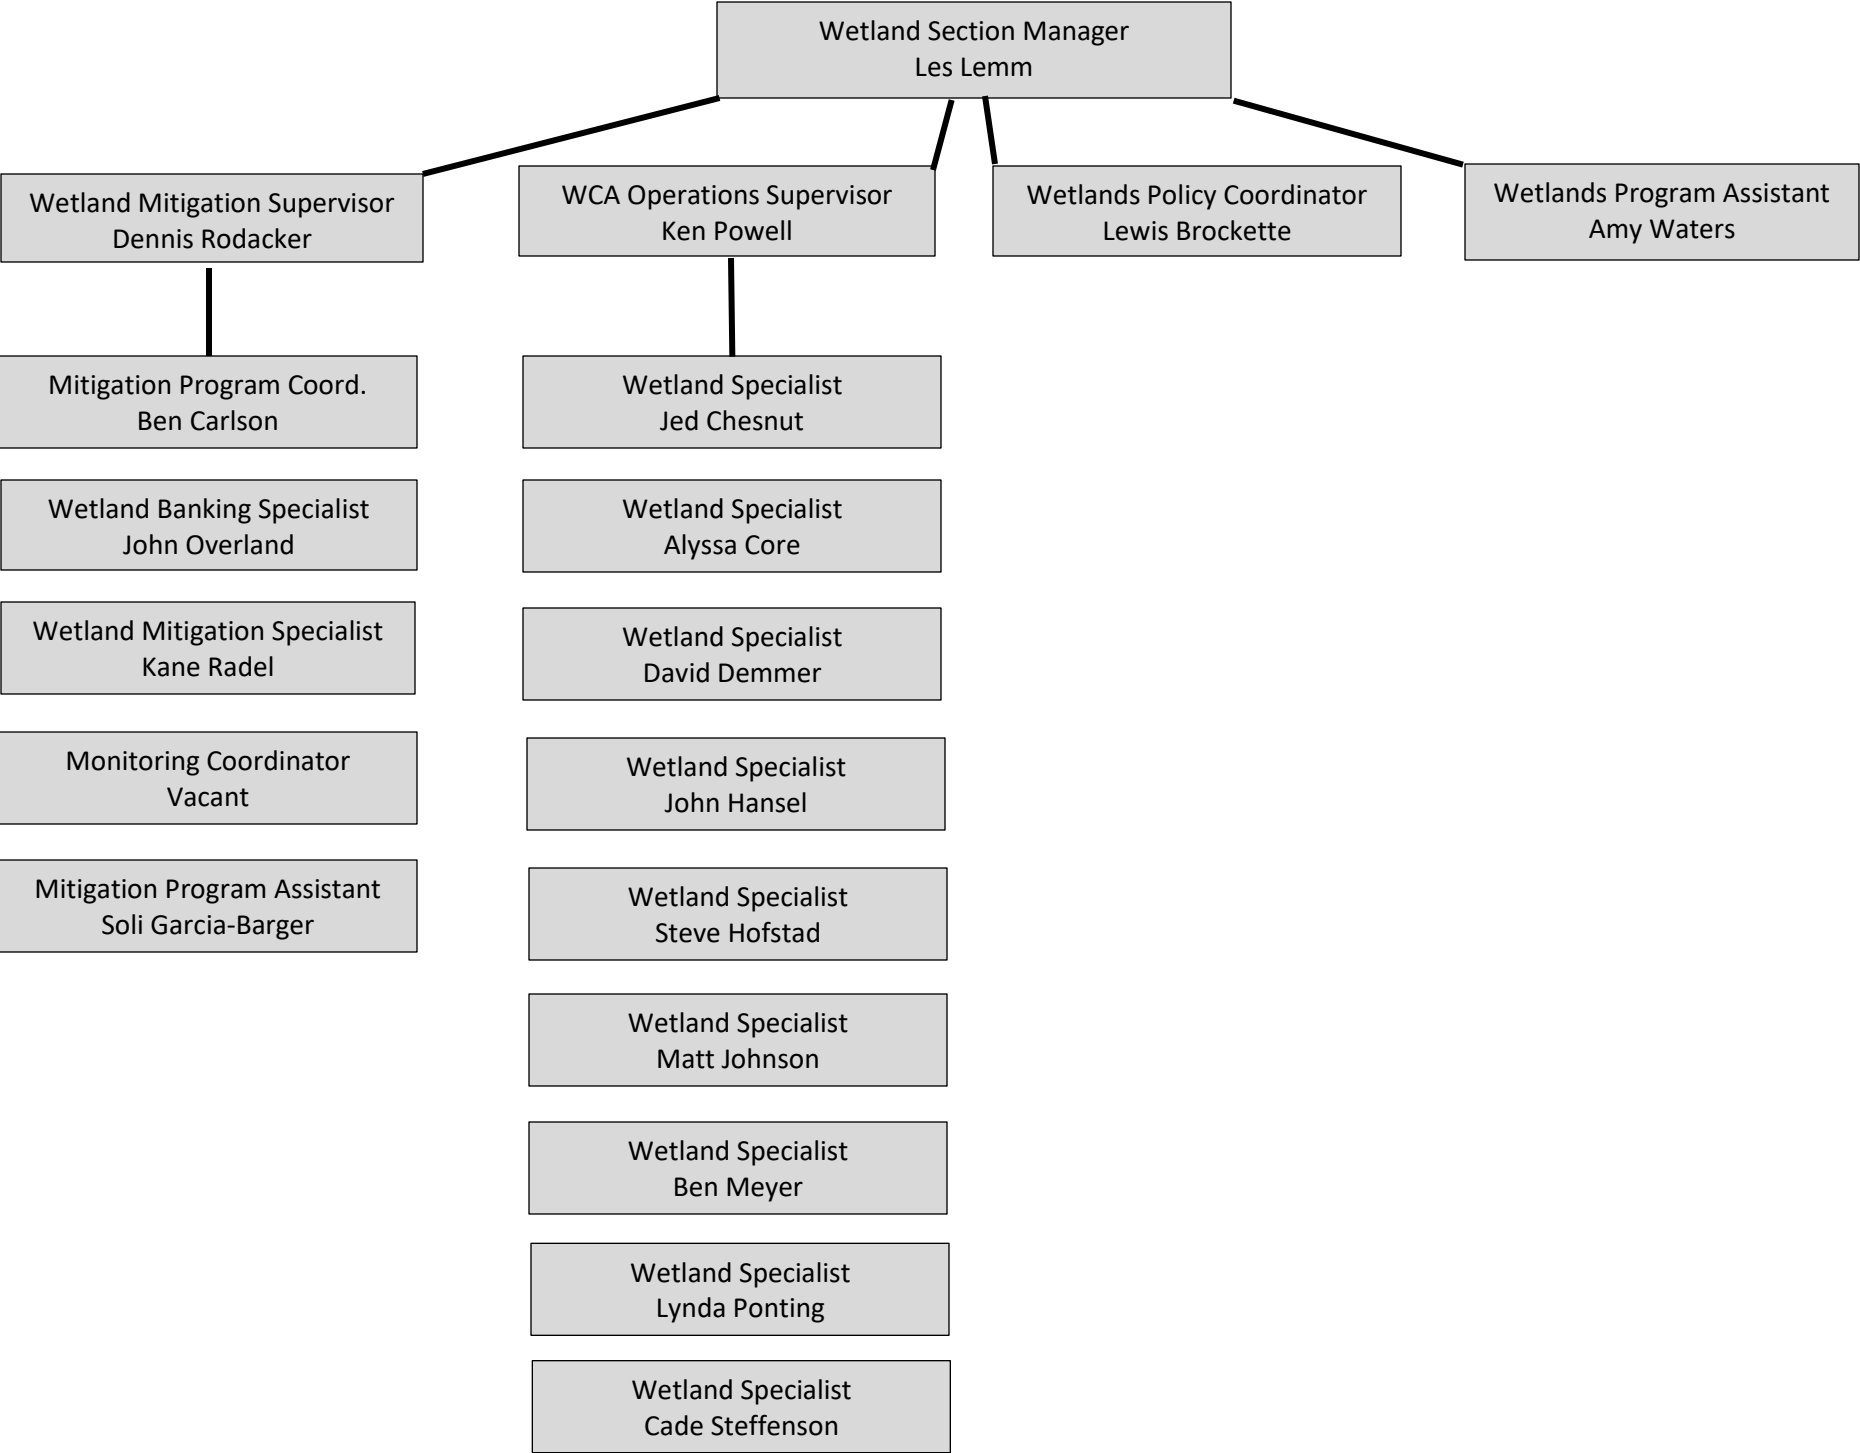 Wetland Section Manager
Les Lemm
Wetland Mitigation Supervisor
Dennis Rodacker
WCA Operations Supervisor
Ken Powell
Wetlands Policy Coordinator
Lewis Brockette
Wetlands Program Assistant
Amy Waters
Mitigation Program Coord.
Ben Carlson
Wetland Banking Specialist
John Overland
Wetland Mitigation Specialist
Kane Radel
Monitoring Coordinator
Vacant
Mitigation Program Assistant
Soli Garcia-Barger
Wetland Specialist
Jed Chesnut
Wetland Specialist
Alyssa Core
Wetland Specialist
David Demmer
Wetland Specialist
John Hansel
Wetland Specialist
Steve Hofstad
Wetland Specialist
Matt Johnson
Wetland Specialist
Ben Meyer
Wetland Specialist
Lynda Ponting
Wetland Specialist
Cade Steffenson